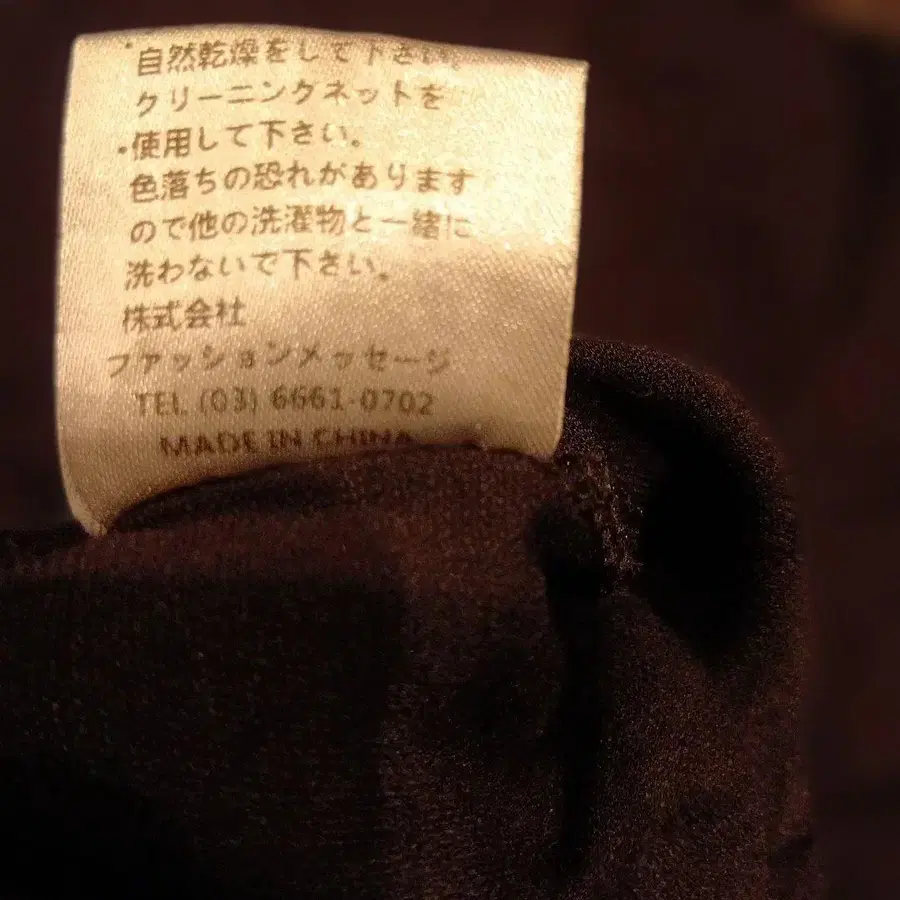 ・自然乾燥をして下さい。
クリーニングネットを
・使用して下さい。
色落ちの恐れがあります
ので他の洗濯物と一緒に
洗わないで下さい。
株式会社
ファッションメッセージ
TEL (03) 6661-0702
MADE IN CHINA